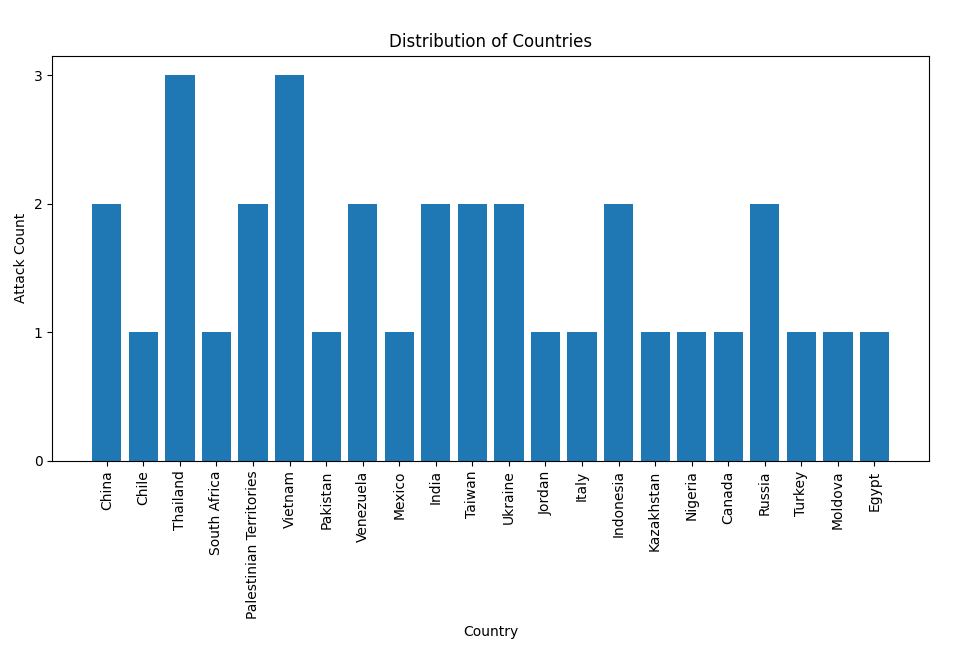 Distribution of Countries
3
2
1
0
Attack Count
China
Chile
Thailand
South Africa
Palestinian Territories
Vietnam
Pakistan
Venezuela
Mexico
India
Taiwan
Ukraine
Jordan
Italy
Indonesia
Kazakhstan
Nigeria
Canada
Russia
Turkey
Moldova
Egypt
Country